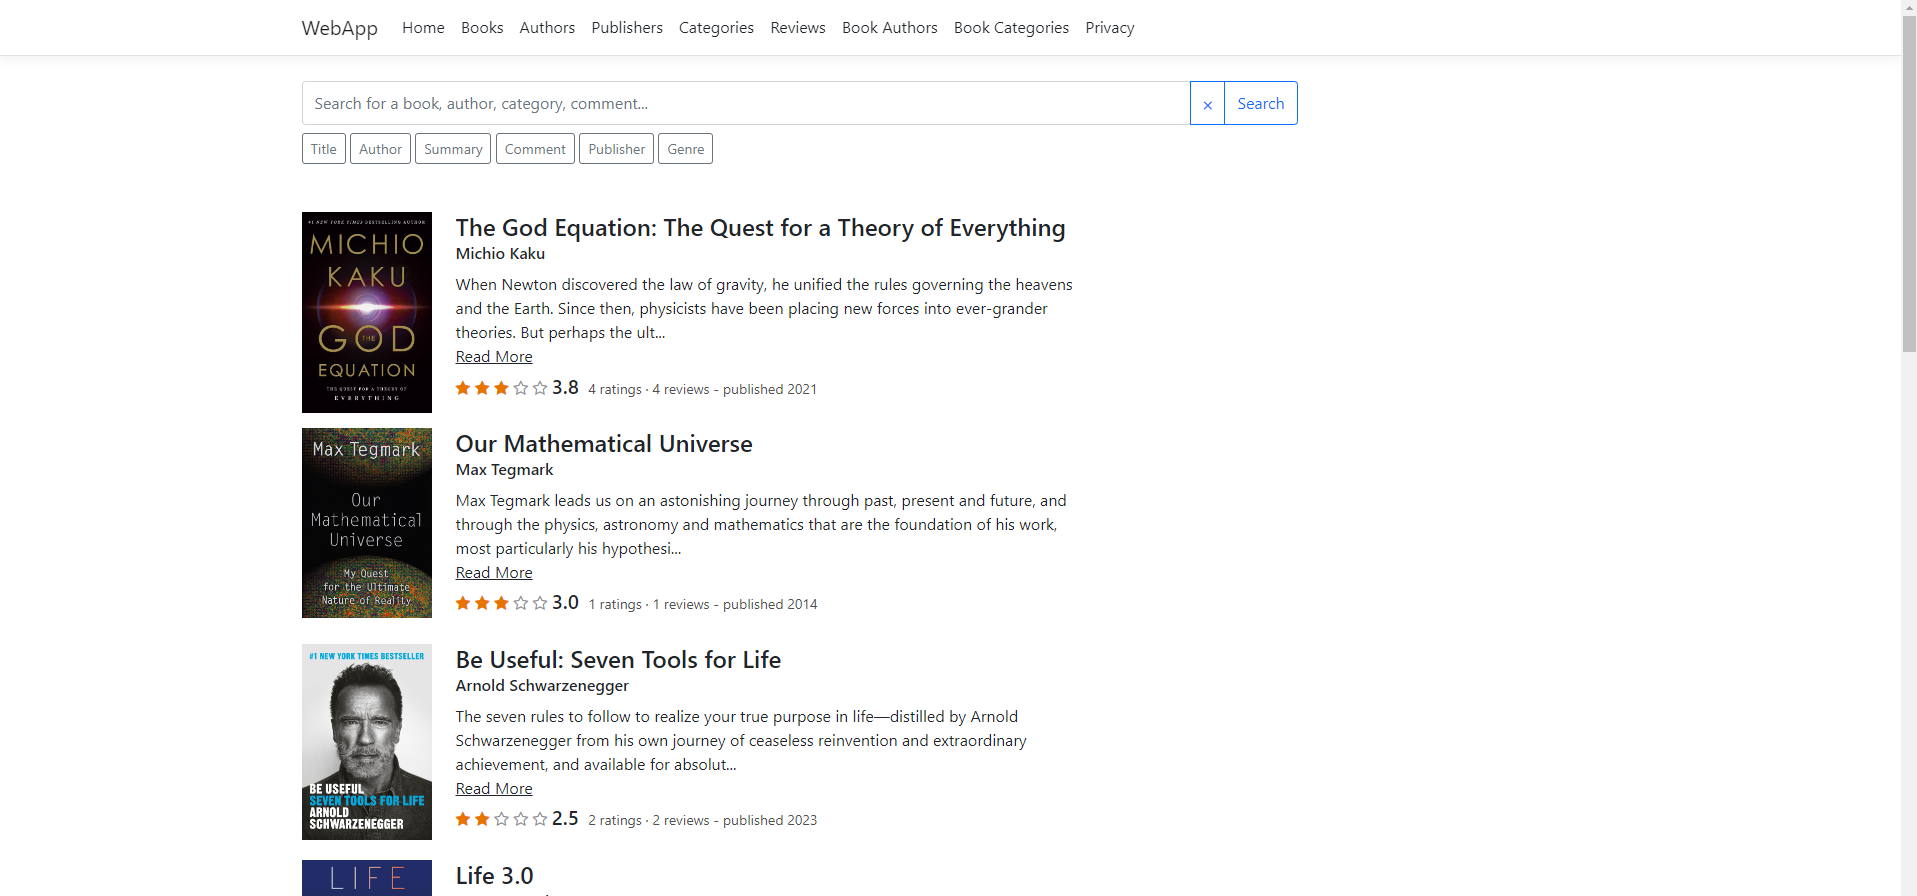 WebApp Home Books Authors Publishers Categories Reviews Book Authors Book Categories Privacy
Search for a book, author, category, comment... × Search
Title Author Summary Comment Publisher Genre
#1 NEW YORK TIMES BESTSELLING AUTHOR
MICHIO
KAKU
THE
GOD
EQUATION
THE QUEST FOR A THEORY OF
EVERYTHING
The God Equation: The Quest for a Theory of Everything
Michio Kaku
When Newton discovered the law of gravity, he unified the rules governing the heavens
and the Earth. Since then, physicists have been placing new forces into ever-grander
theories. But perhaps the ult...
Read More
3.8 4 ratings · 4 reviews - published 2021
Max Tegmark
Our
Mathematical
Universe
My Quest
for the Ultimate
Nature of Reality
Our Mathematical Universe
Max Tegmark
Max Tegmark leads us on an astonishing journey through past, present and future, and
through the physics, astronomy and mathematics that are the foundation of his work,
most particularly his hypothesi...
Read More
3.0 1 ratings · 1 reviews - published 2014
#1 NEW YORK TIMES BESTSELLER
BE USEFUL
SEVEN TOOLS FOR LIFE
ARNOLD
SCHWARZENEGGER
Be Useful: Seven Tools for Life
Arnold Schwarzenegger
The seven rules to follow to realize your true purpose in life—distilled by Arnold
Schwarzenegger from his own journey of ceaseless reinvention and extraordinary
achievement, and available for absolut...
Read More
2.5 2 ratings · 2 reviews - published 2023
LIFE
Life 3.0